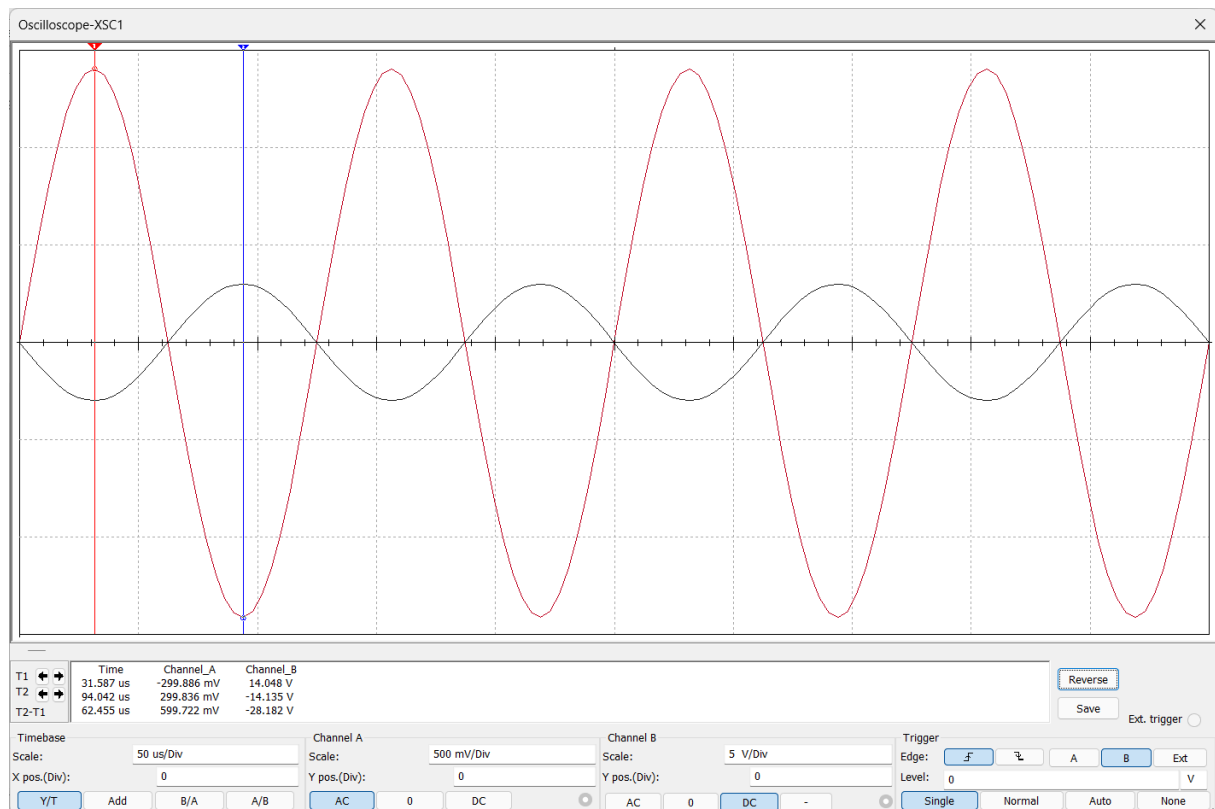 Oscilloscope-XSC1
1
2
Time Channel_A Channel_B
T1 31.587 us -299.886 mV 14.048 V
T2 94.042 us 299.836 mV -14.135 V
T2-T1 62.455 us 599.722 mV -28.182 V
Reverse
Save
Ext. trigger
Timebase
Scale: 50 us/Div
X pos.(Div): 0
Y/T Add B/A A/B
Channel A
Scale: 500 mV/Div
Y pos.(Div): 0
AC 0 DC
Channel B
Scale: 5 V/Div
Y pos.(Div): 0
AC 0 DC -
Trigger
Edge: A B Ext
Level: 0 V
Single Normal Auto None